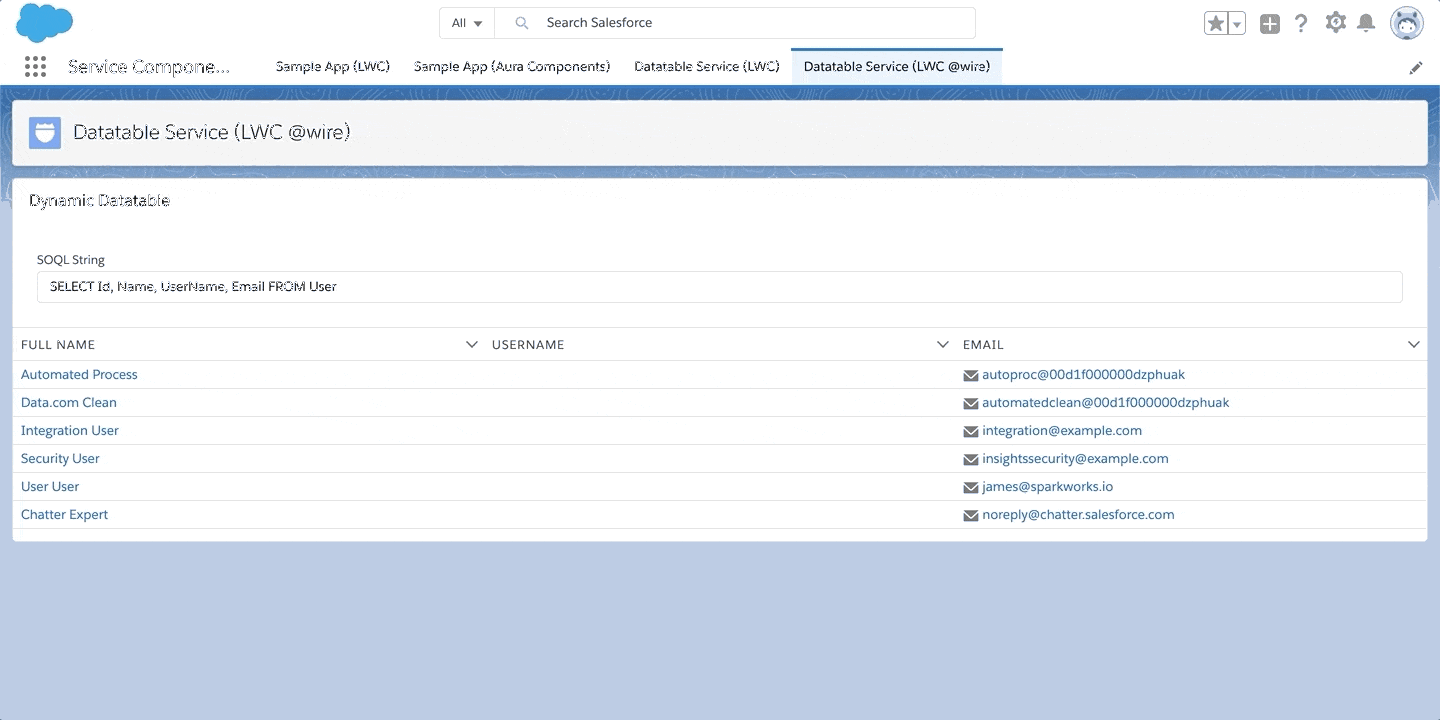 All
Search Salesforce
Service Compone...
Sample App (LWC)
Sample App (Aura Components)
Datatable Service (LWC)
Datatable Service (LWC @wire)
Datatable Service (LWC @wire)
Dynamic Datatable
SOQL String
SELECT Id, Name, UserName, Email FROM User
FULL NAME USERNAME EMAIL
Automated Process autoproc@00d1f000000dzphuak
Data.com Clean automatedclean@00d1f000000dzphuak
Integration User integration@example.com
Security User insightssecurity@example.com
User User james@sparkworks.io
Chatter Expert noreply@chatter.salesforce.com